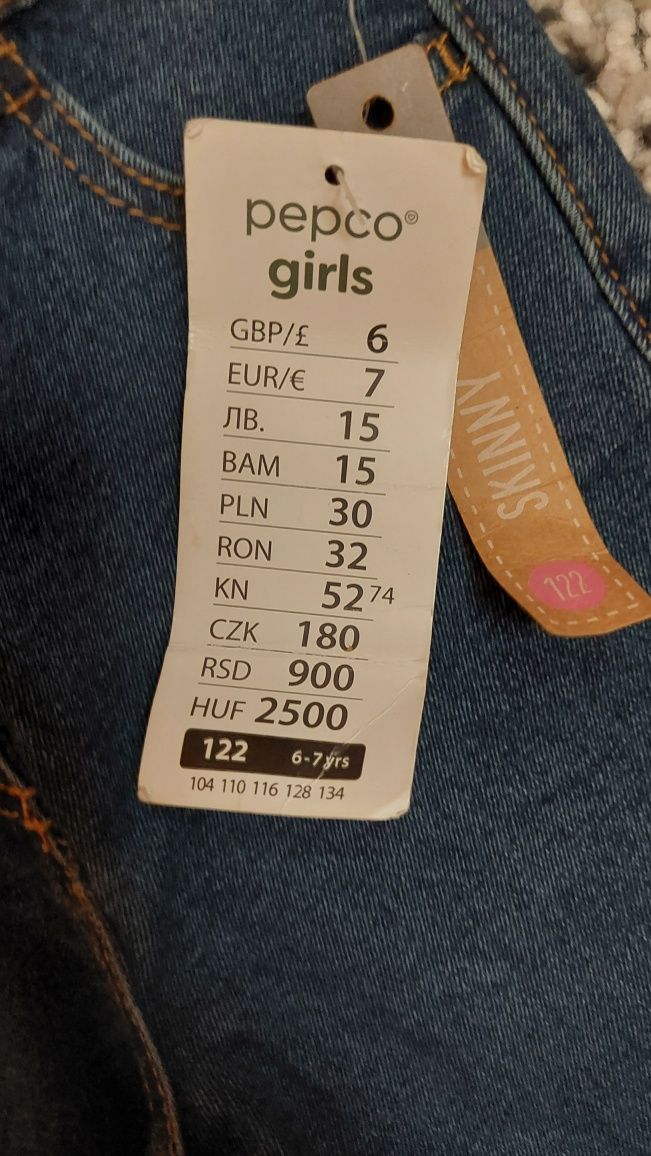 pepco
girls
GBP/£ 6
EUR/€ 7
ЛВ. 15
BAM 15
PLN 30
RON 32
KN 52 74
CZK 180
RSD 900
HUF 2500
122 6-7yrs
104 110 116 128 134
SKINNY
122